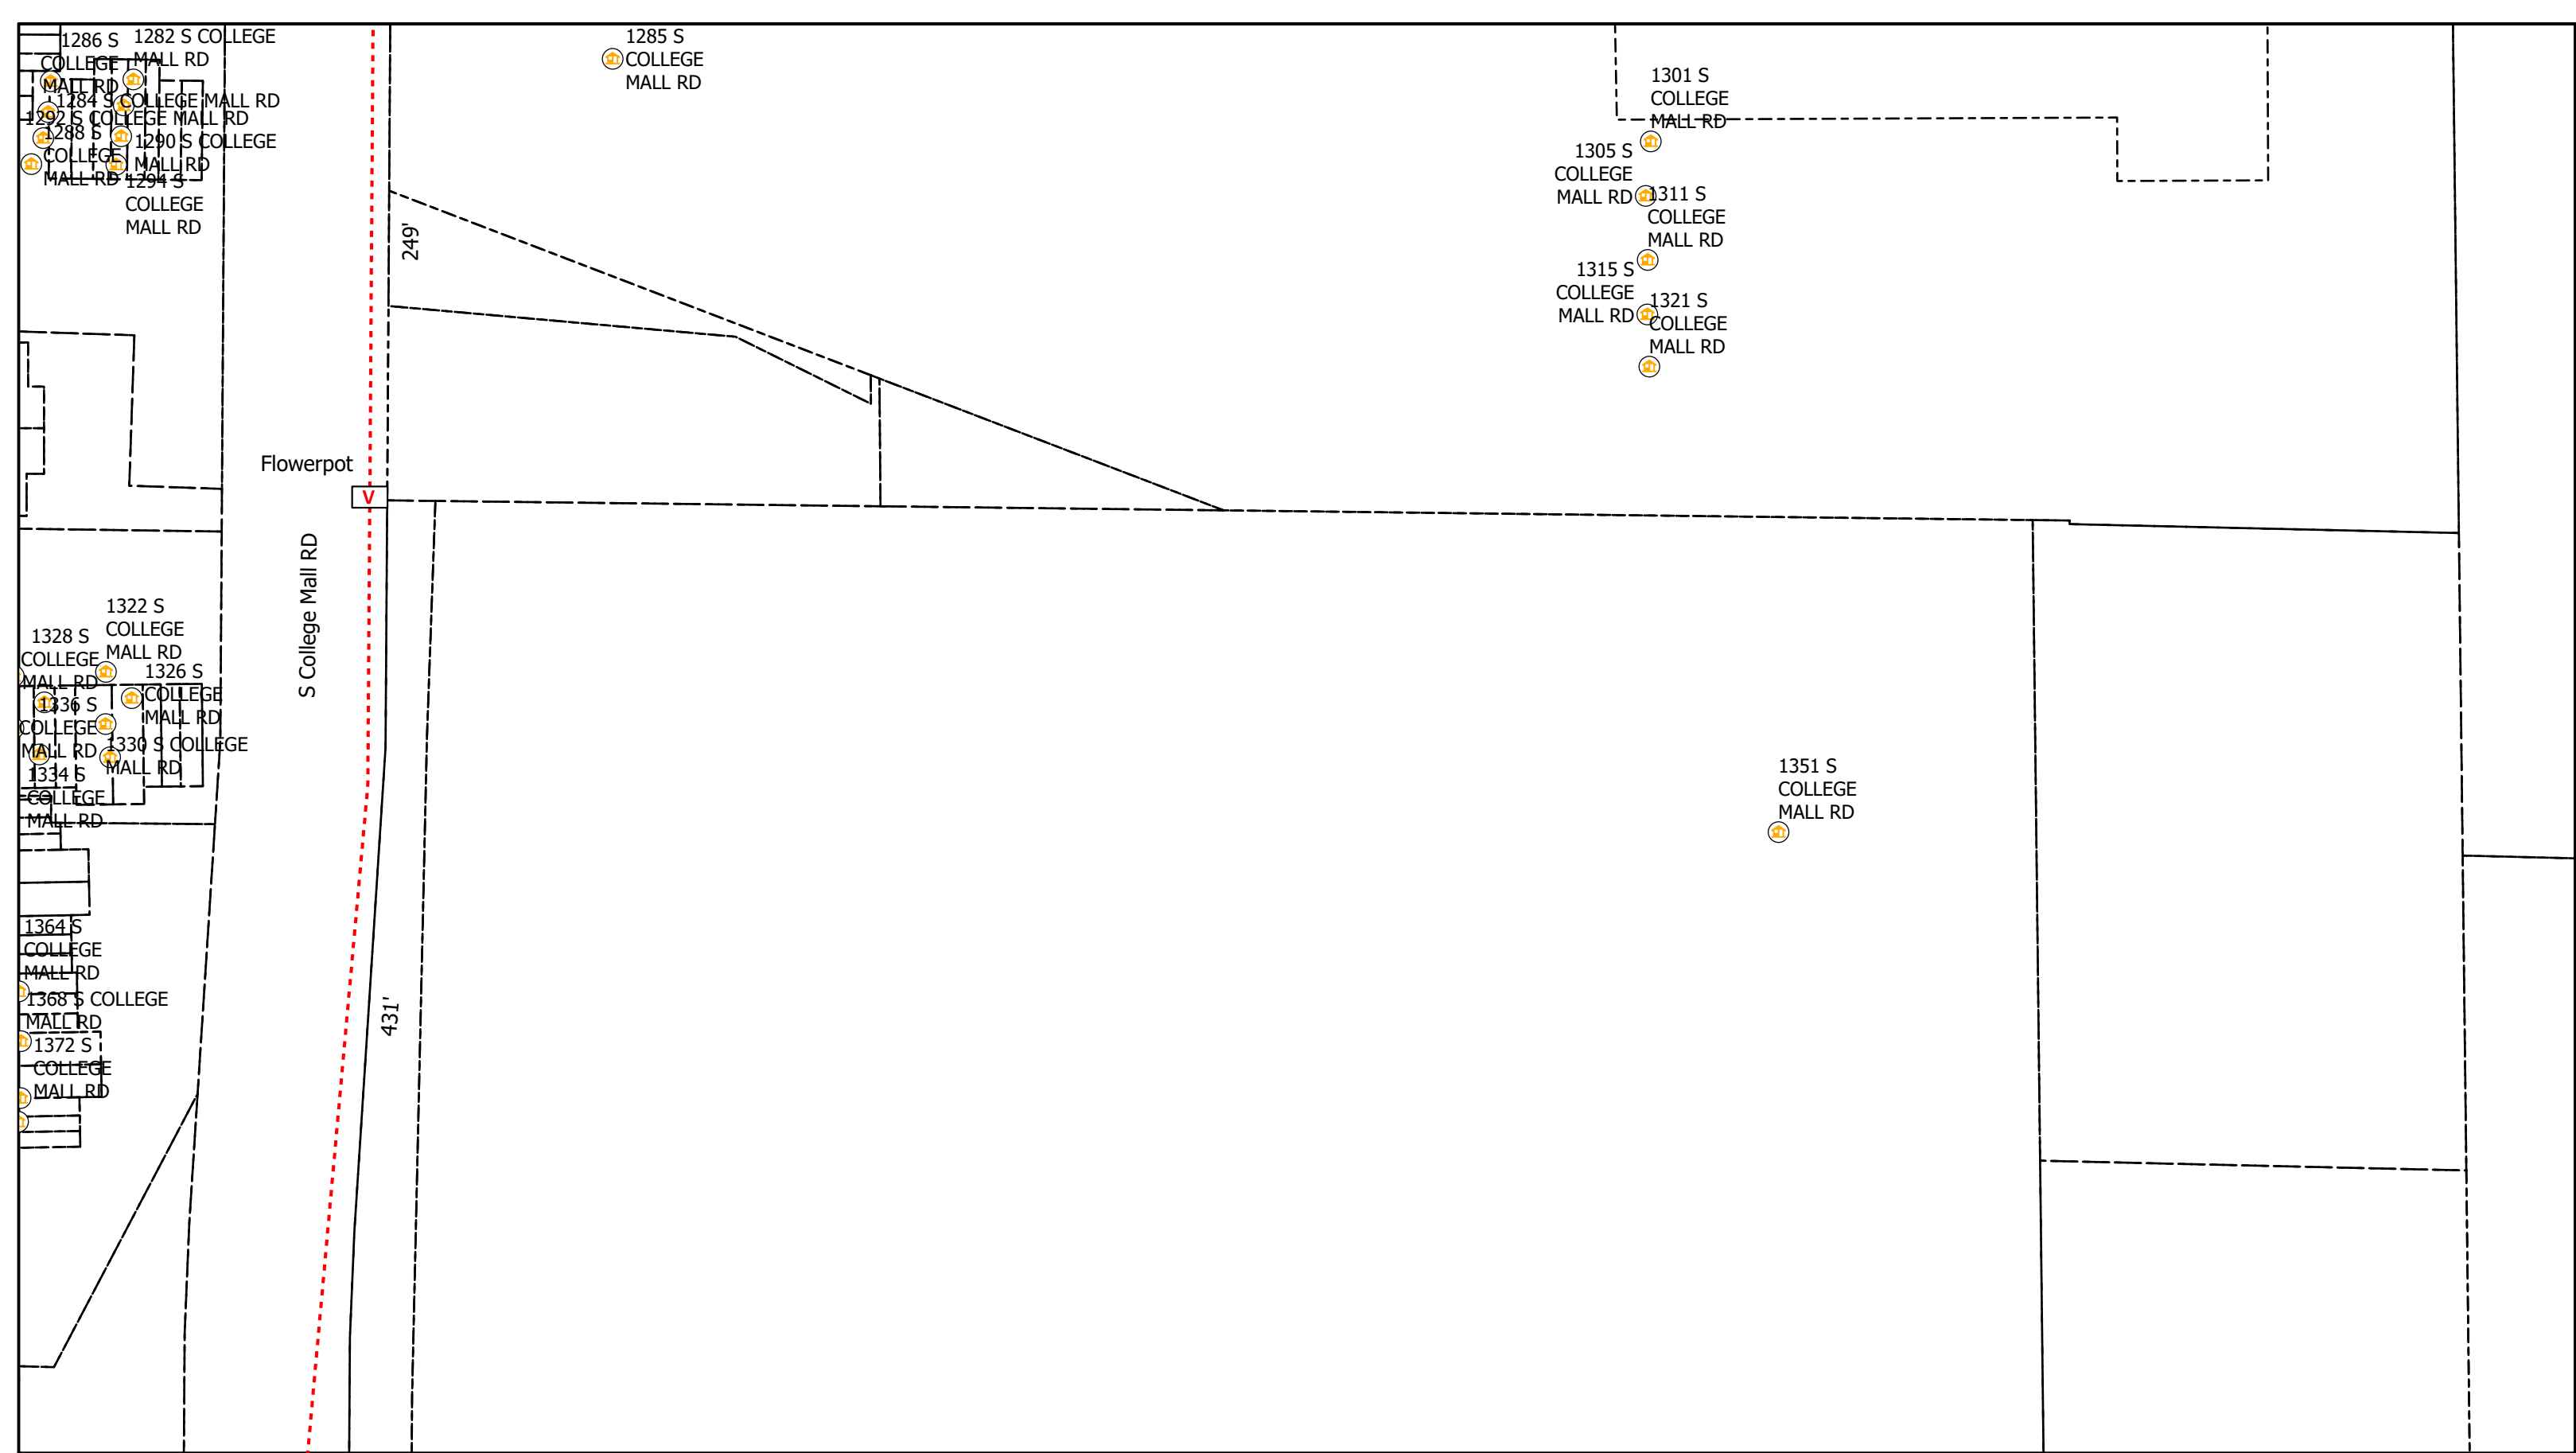 1286 S
COLLEGE
MALL RD
1282 S COLLEGE
MALL RD
1284 S COLLEGE MALL RD
1292 S COLLEGE MALL RD
1288 S
COLLEGE
MALL RD
1290 S COLLEGE
MALL RD
1294 S
COLLEGE
MALL RD
1285 S
COLLEGE
MALL RD
1301 S
COLLEGE
MALL RD
1305 S
COLLEGE
MALL RD
1311 S
COLLEGE
MALL RD
1315 S
COLLEGE
MALL RD
1321 S
COLLEGE
MALL RD
249'
Flowerpot
V
S College Mall RD
1322 S
COLLEGE
MALL RD
1328 S
COLLEGE
MALL RD
1326 S
COLLEGE
MALL RD
1336 S
COLLEGE
MALL RD
1330 S COLLEGE
MALL RD
1334 S
COLLEGE
MALL RD
1351 S
COLLEGE
MALL RD
1364 S
COLLEGE
MALL RD
1368 S COLLEGE
MALL RD
431'
1372 S
COLLEGE
MALL RD